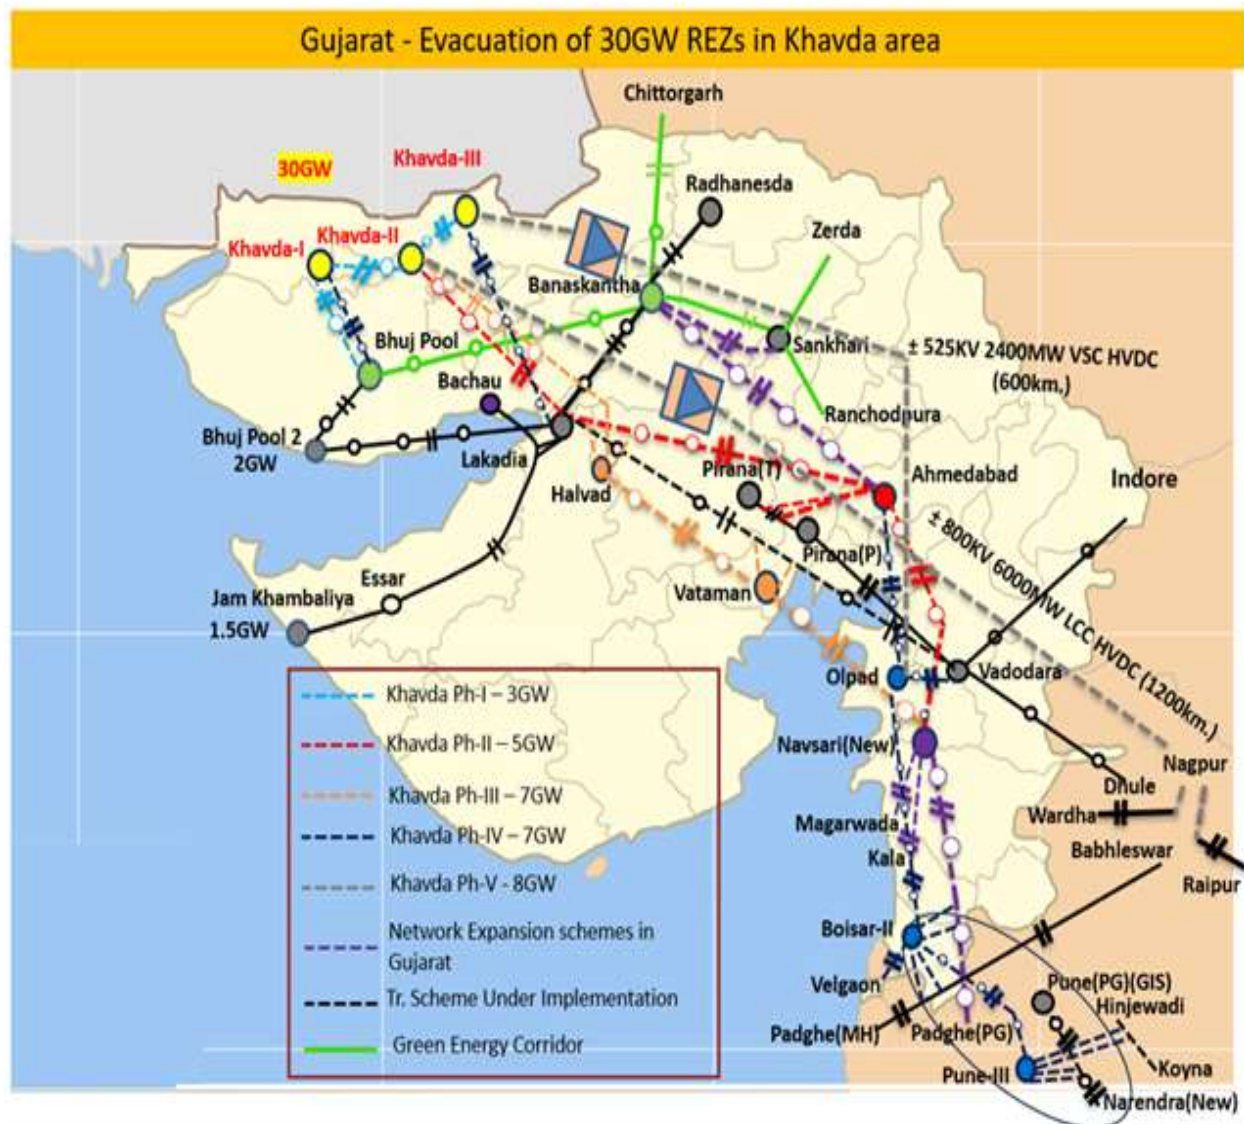 Gujarat - Evacuation of 30GW REZs in Khavda area
Chittorgarh
Khavda-III
30GW
Radhanesda
Khavda-I
Khavda-II
Zerda
Banaskantha
Bhuj Pool
Sankhari
± 525KV 2400MW VSC HVDC
(600km.)
Bachau
Ranchodpura
Bhuj Pool 2
2GW
Lakadia
Halvad
Pirana(T)
Ahmedabad
Indore
Pirana(P)
± 800KV 6000MW LCC HVDC (1200km.)
Essar
Jam Khambaliya
1.5GW
Vataman
Olpad
Vadodara
Khavda Ph-I – 3GW
Khavda Ph-II – 5GW
Khavda Ph-III – 7GW
Khavda Ph-IV – 7GW
Khavda Ph-V - 8GW
Network Expansion schemes in
Gujarat
Tr. Scheme Under Implementation
Green Energy Corridor
Navsari(New)
Nagpur
Dhule
Wardha
Magarwada
Babhleswar
Kala
Raipur
Boisar-II
Velgaon
Pune(PG)(GIS)
Hinjewadi
Padghe(MH)
Padghe(PG)
Pune-III
Koyna
Narendra(New)